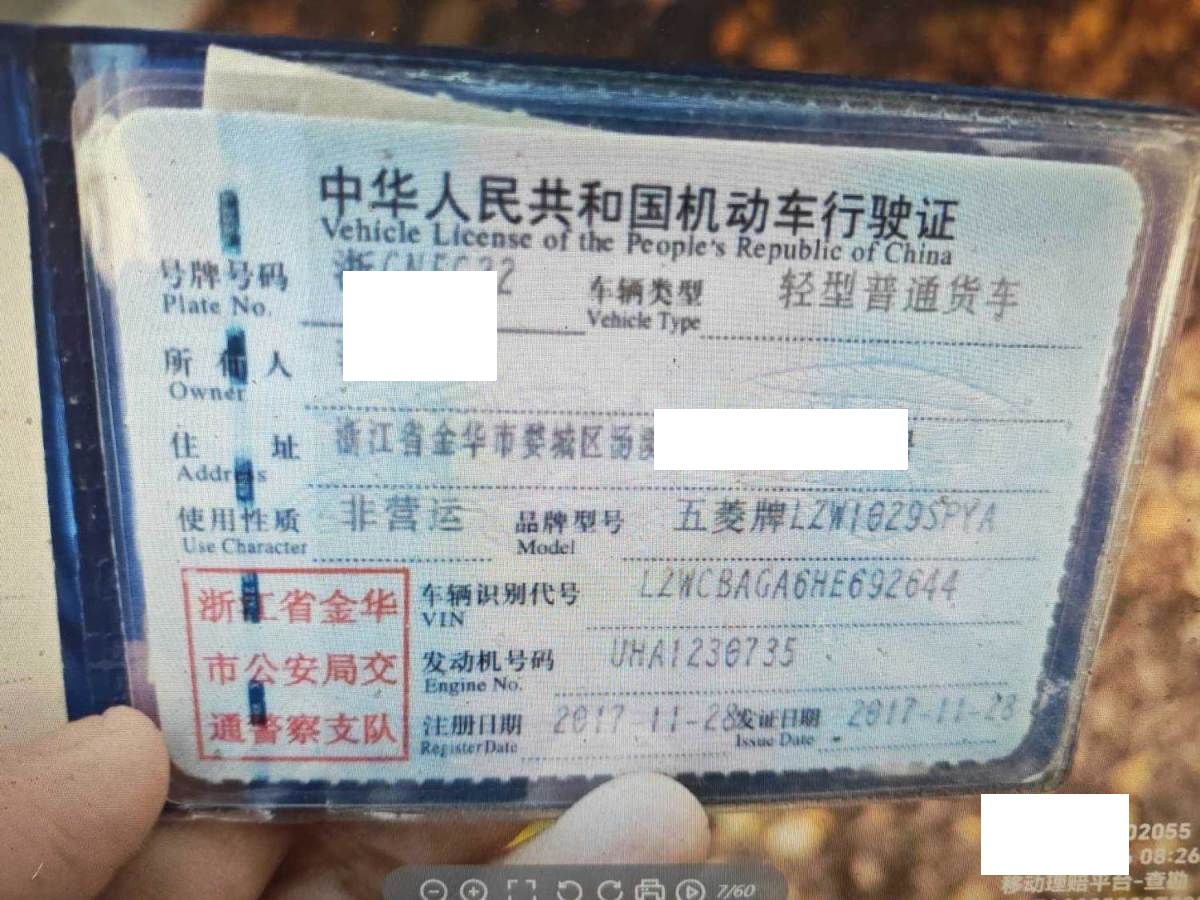 中华人民共和国机动车行驶证
Vehicle License of the People's Republic of China
号牌号码 浙
Plate No.
车辆类型 轻型普通货车
Vehicle Type
所有人
Owner
住址 浙江省金华市婺城区汤
Address
使用性质 非营运
Use Character
品牌型号 五菱牌LZW1029SPYA
Model
浙江省金华
市公安局交
通警察支队
车辆识别代号 LZWCBAGA6HE692644
VIN
发动机号码 UHA1230735
Engine No.
注册日期 2017-11-28
Register Date
发证日期 2017-11-28
Issue Date
02055
08:26
移动理赔平台-查勘
7/60